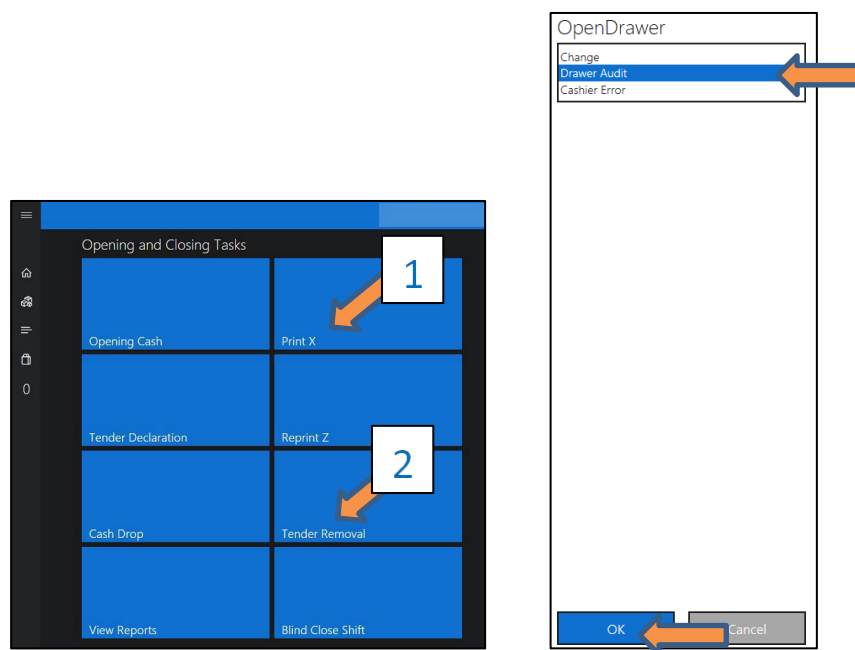 OpenDrawer
Change
Drawer Audit
Cashier Error
Opening and Closing Tasks
1
Opening Cash
Print X
Tender Declaration
Reprint Z
2
Cash Drop
Tender Removal
View Reports
Blind Close Shift
0
OK
Cancel